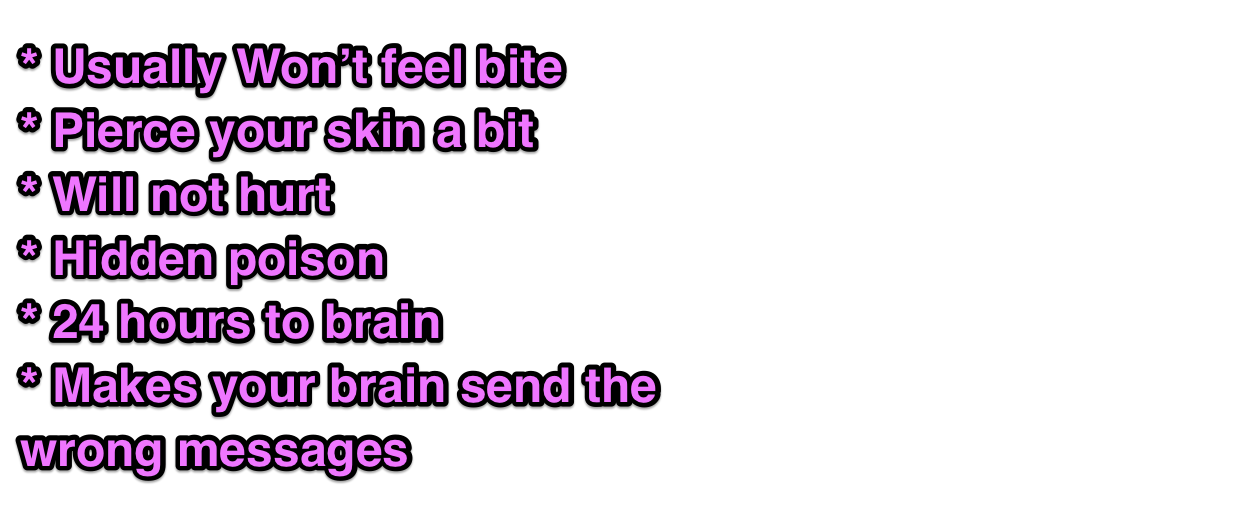 * Usually Won’t feel bite
* Pierce your skin a bit
* Will not hurt
* Hidden poison
* 24 hours to brain
* Makes your brain send the
wrong messages